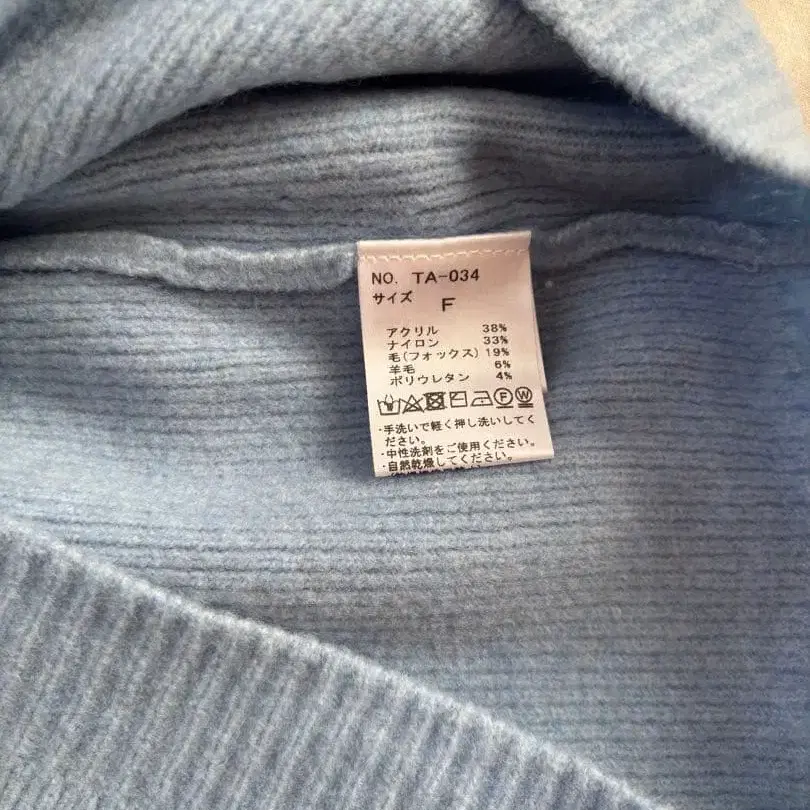 NO. TA-034
サイズ F
アクリル 38%
ナイロン 33%
毛(フォックス) 19%
羊毛 6%
ポリウレタン 4%
F W
・手洗いで軽く押し洗いしてく
ださい。
・中性洗剤をご使用ください。
・自然乾燥してください。